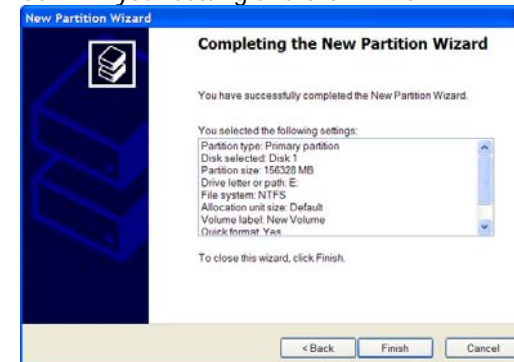 New Partition Wizard
Completing the New Partition Wizard
You have successfully completed the New Partition Wizard.
You selected the following settings:
Partition type: Primary partition
Disk selected: Disk 1
Partition size: 156328 MB
Drive letter or path: E:
File system: NTFS
Allocation unit size: Default
Volume label: New Volume
Quick format: Yes
To close this wizard, click Finish.
< Back Finish Cancel